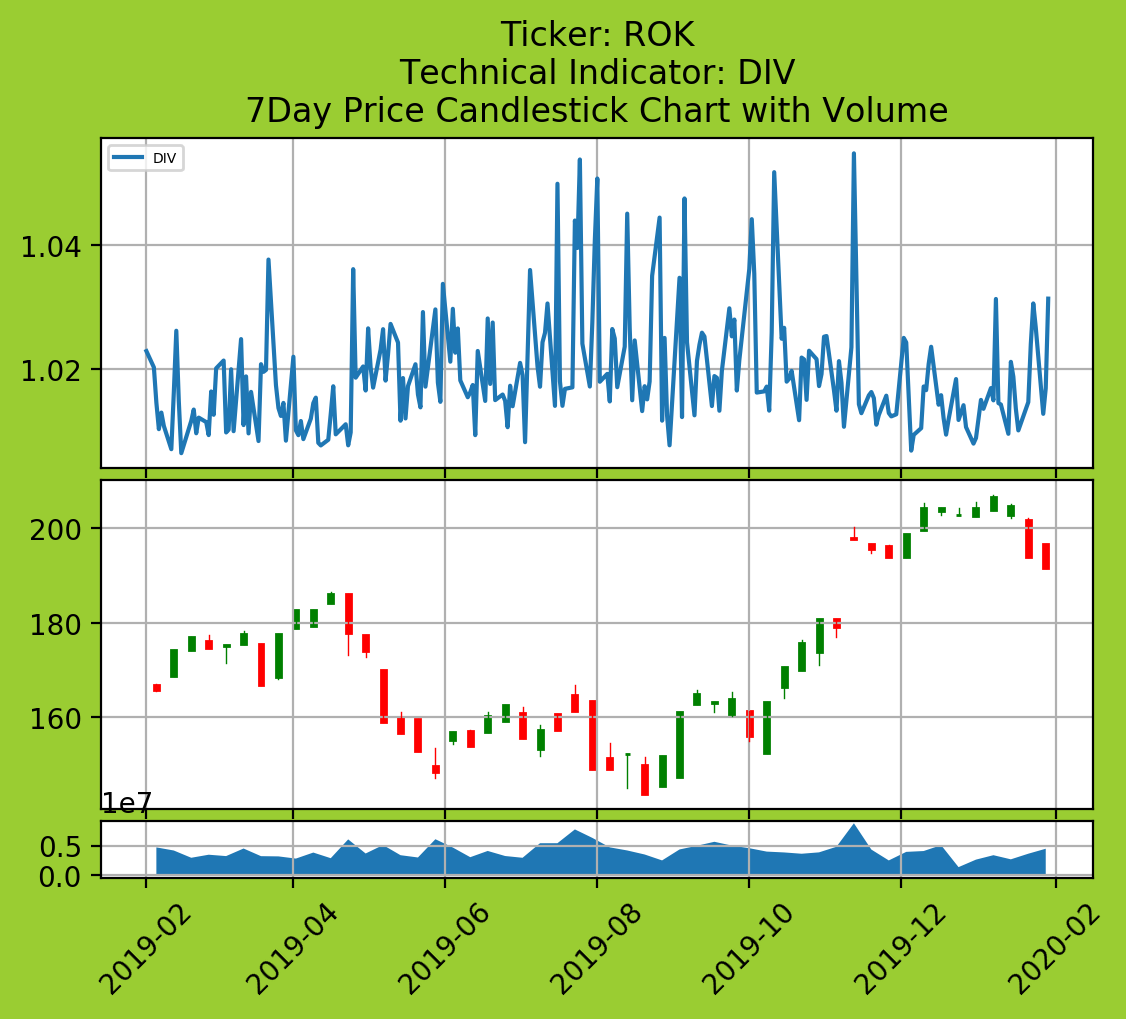 Ticker: ROK
Technical Indicator: DIV
7Day Price Candlestick Chart with Volume
DIV
1.04
1.02
200
180
160
1e7
0.5
0.0
2019-02
2019-04
2019-06
2019-08
2019-10
2019-12
2020-02